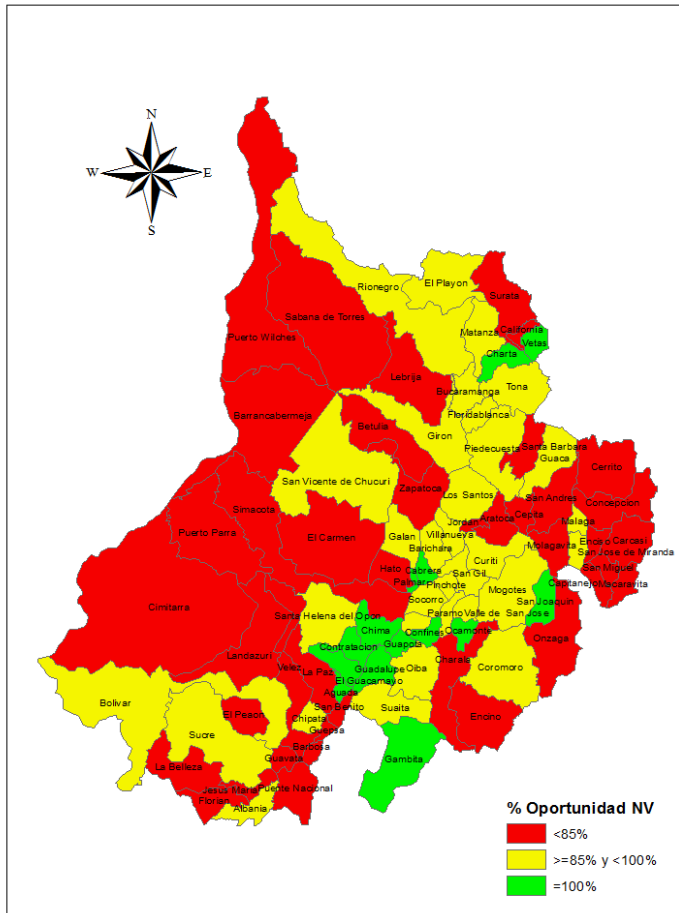 N
W
E
S
El Playon
Rionegro
Surata
Sabana de Torres
California
Puerto Wilches
Matanza
Vetas
Charta
Lebrija
Tona
Bucaramanga
Barrancabermeja
Floridablanca
Betulia
Giron
Piedecuesta
Santa Barbara
Guaca
Cerrito
San Vicente de Chucuri
Zapatoca
Los Santos
San Andres
Concepcion
Simacota
Jordan
Aratoca
Cepita
Malaga
Puerto Parra
El Carmen
Galan
Villanueva
Molagavita
Enciso
Carcasi
Barichara
San Jose de Miranda
Curiti
Hato
Cabrera
San Gil
San Miguel
Palmar
Pinchote
Mogotes
Capitanejo
Macaravita
Cimitarra
Socorro
San Joaquin
Santa Helena del Opon
Paramo
Valle de San Jose
Chima
Confines
Ocamonte
Onzaga
Contratacion
Guapota
Landazuri
Charala
Velez
La Paz
Guadalupe
Oiba
Coromoro
El Guacamayo
Aguada
Bolivar
San Benito
Suaita
El Peñon
Chipata
Encino
Guepsa
Sucre
Barbosa
Guavata
Gambita
La Belleza
Jesus Maria
Puente Nacional
Florian
Albania
% Oportunidad NV
<85%
>=85% y <100%
=100%